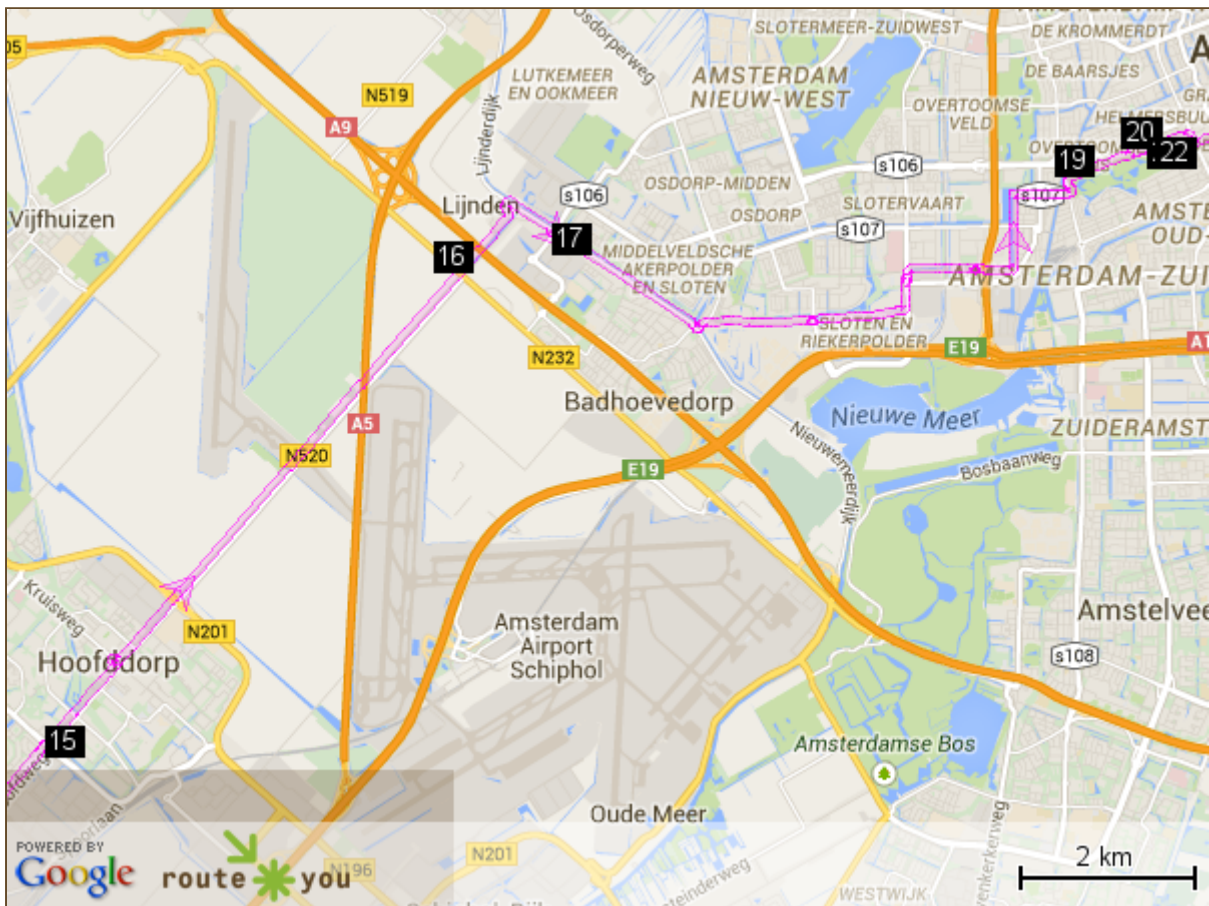 SLOTERMEER-ZUIDWEST
DE KROMMERDT
Osdorperweg
N519
LUTKEMEER
EN OOKMEER
AMSTERDAM
NIEUW-WEST
DE BAARSJES
OVERTOOMSE
VELD
A9
Lijnderdijk
20
22
19
s106
OSDORP-MIDDEN
s106
Lijnden
SLOTERVAART
s107
Vijfhuizen
OSDORP
s107
16
17
MIDDELVELDSCHE
AKERPOLDER
EN SLOTEN
AMSTERDAM-ZUI
SLOTEN EN
RIEKERPOLDER
E19
A1
N232
Badhoevedorp
Nieuwe Meer
A5
ZUIDERAMST
N520
E19
Nieuwemeerdijk
Bosbaanweg
Kruisweg
N201
Amsterdam
Airport
Schiphol
Amstelvee
Hoofddorp
s108
15
Amsterdamse Bos
Oude Meer
POWERED BY
Google
route you
N196
N201
2 km
WESTWIJK